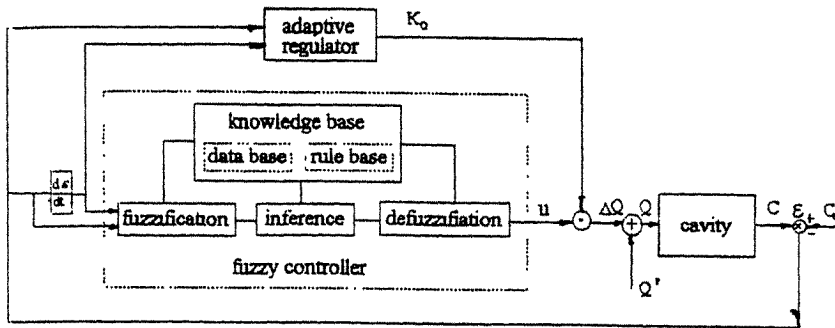 adaptive
regulator
K₀
knowledge base
data base
rule base
dε
dt
fuzzification
inference
defuzzifiation
u
ΔQ
Q
cavity
C
ε
+
-
fuzzy controller
Q'